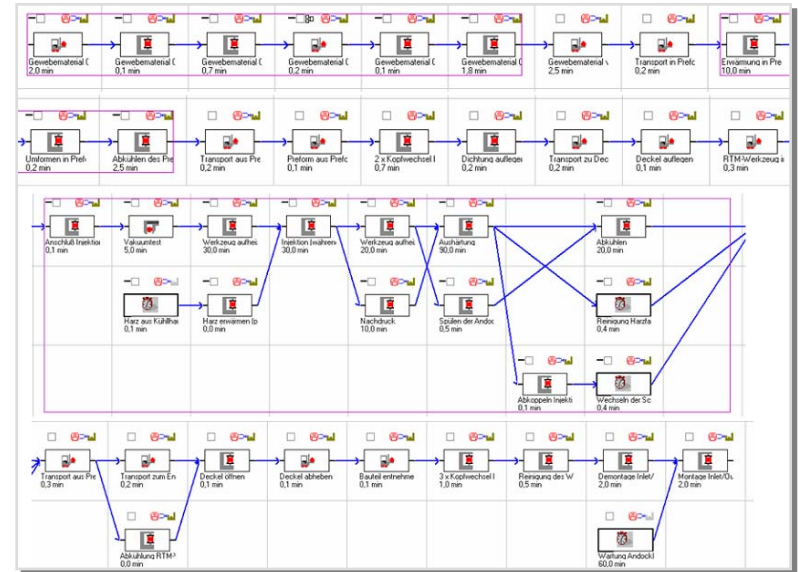 Gewebematerial (
2,0 min
Gewebematerial (
0,1 min
Gewebematerial (
0,7 min
Gewebematerial (
0,2 min
Gewebematerial (
0,1 min
Gewebematerial (
1,8 min
Gewebematerial v
2,5 min
Transport in Prefc
0,2 min
Erwärmung in Pre
10,0 min
Umformen in Prefc
0,2 min
Abkühlen des Pre
2,5 min
Transport aus Pre
0,2 min
Preform aus Prefc
0,1 min
2 x Kopfwechsel I
0,7 min
Dichtung auflegen
0,2 min
Transport zu Dec
0,2 min
Deckel auflegen
0,1 min
RTM-Werkzeug i
0,3 min
Anschluß Injektio
0,1 min
Vakuumtest
5,0 min
Werkzeug aufhei
30,0 min
Injektion (während
30,0 min
Werkzeug aufhei
20,0 min
Aushärtung
90,0 min
Abkühlen
20,0 min
Harz aus Kühlhau
0,1 min
Harz erwärmen (p
0,0 min
Nachdruck
10,0 min
Spülen der Andoc
0,5 min
Reinigung Harzfa
0,4 min
Abkoppeln Injekti
0,1 min
Wechseln der Sc
0,4 min
Transport aus Pre
0,3 min
Transport zum En
0,2 min
Deckel öffnen
0,1 min
Deckel abheben
0,1 min
Bauteil entnehme
0,1 min
3 x Kopfwechsel I
1,0 min
Reinigung des W
0,5 min
Demontage Inlet/
2,0 min
Montage Inlet/Ou
2,0 min
Abkühlung RTM-
0,0 min
Wartung Andockl
60,0 min